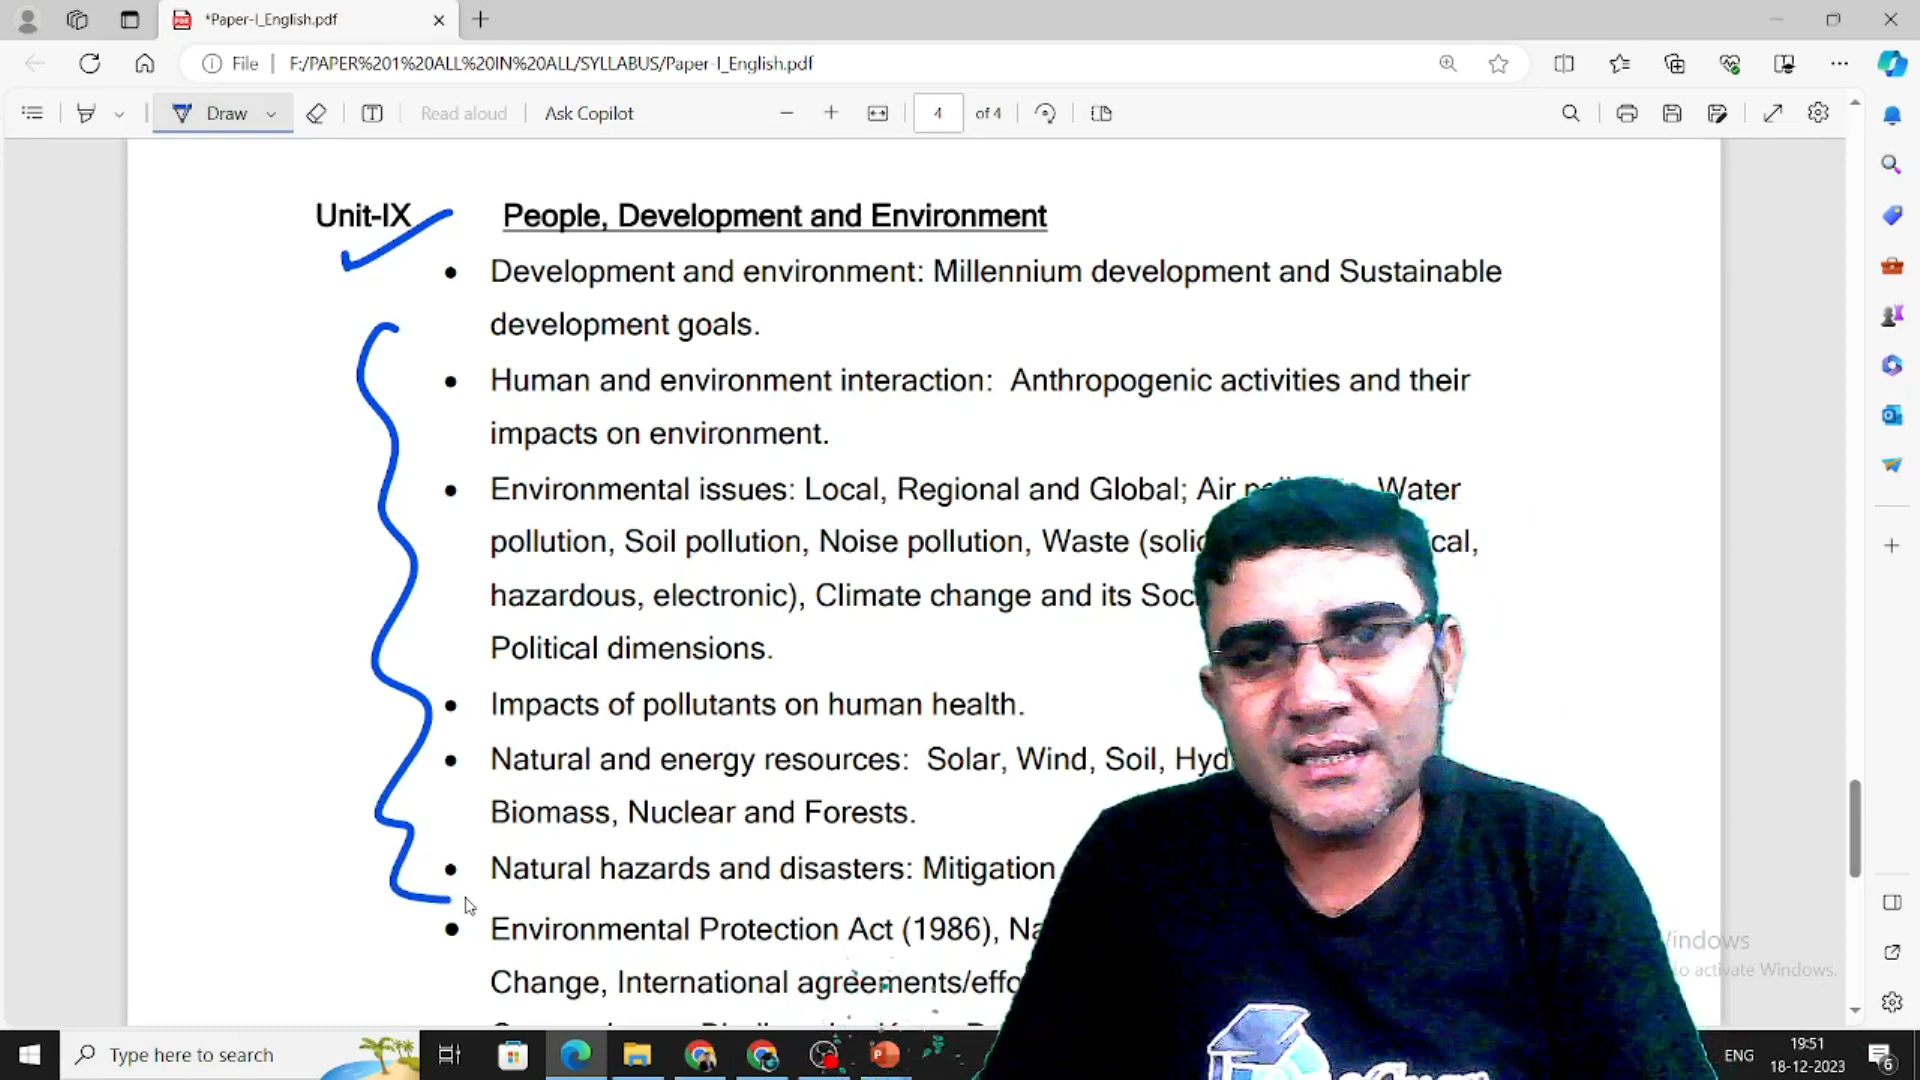 *Paper-I_English.pdf
File
F:/PAPER%201%20ALL%20IN%20ALL/SYLLABUS/Paper-I_English.pdf
Draw
Read aloud
Ask Copilot
4 of 4
Unit-IX People, Development and Environment
Development and environment: Millennium development and Sustainable
development goals.
Human and environment interaction: Anthropogenic activities and their
impacts on environment.
Environmental issues: Local, Regional and Global; Air Water
pollution, Soil pollution, Noise pollution, Waste
hazardous, electronic), Climate change and its
Political dimensions.
Impacts of pollutants on human health.
Natural and energy resources: Solar, Wind, Soil,
Biomass, Nuclear and Forests.
Natural hazards and disasters: Mitigation
Environmental Protection Act (1986),
Change, International
Type here to search
ENG
19:51
18-12-2023
6